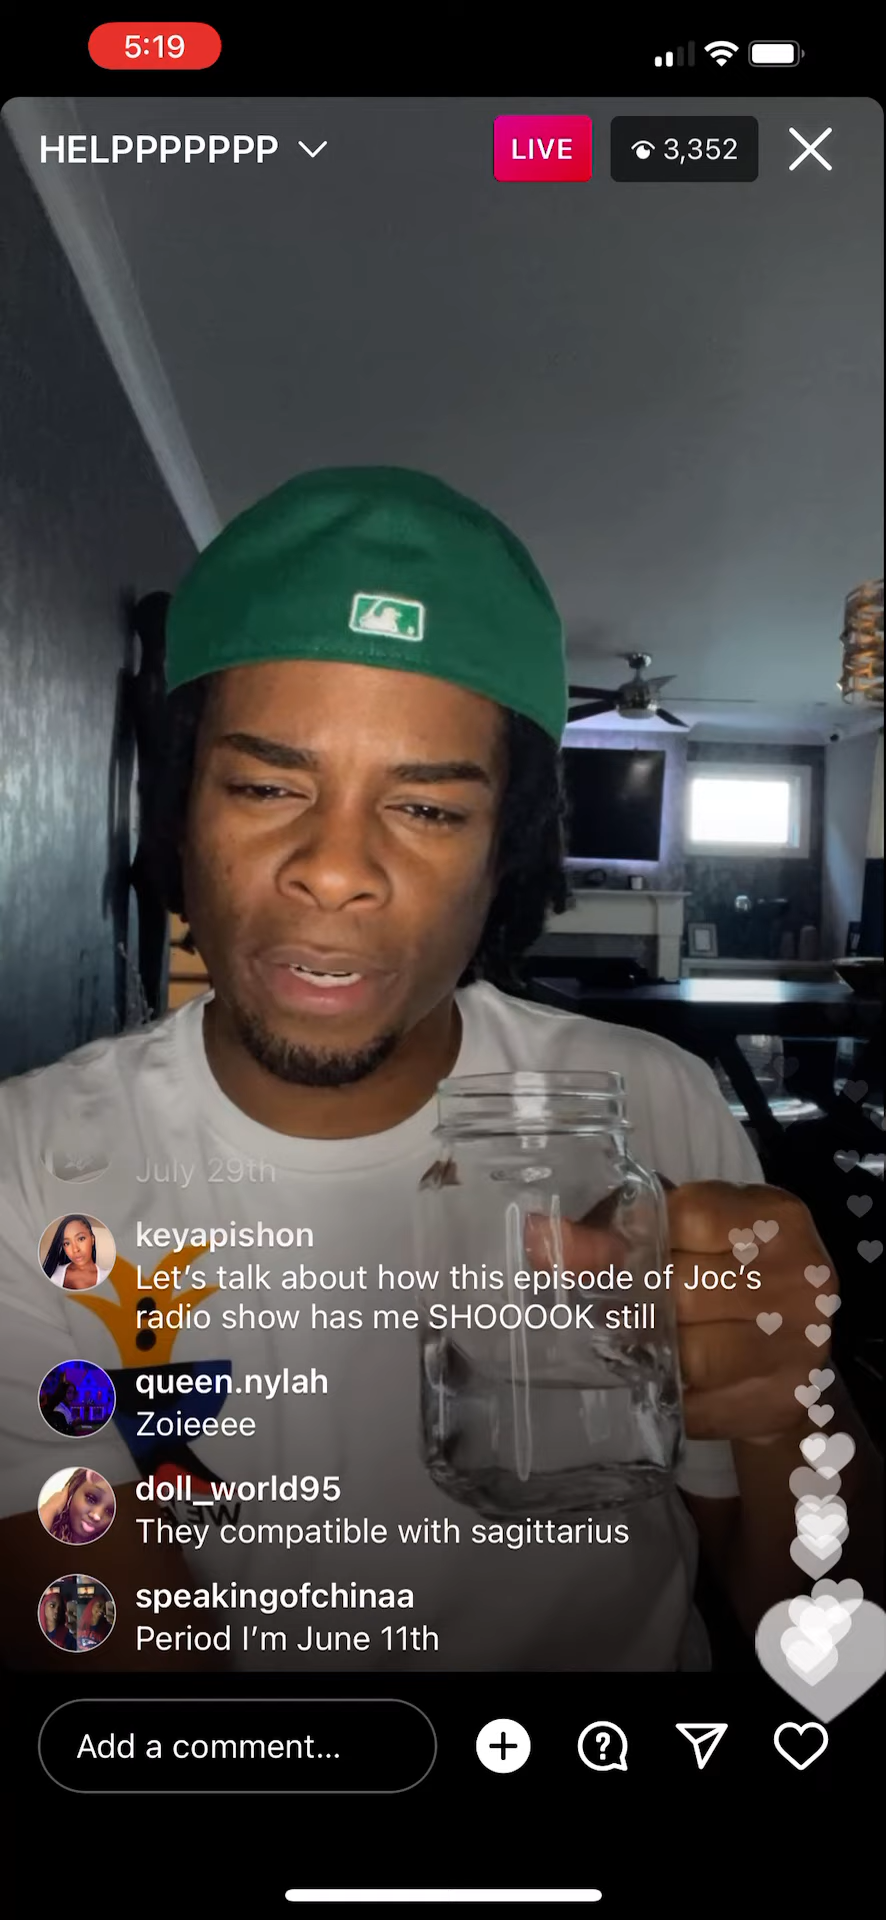 5:19
HELPPPPPPP
LIVE
3,352
July 29th
keyapishon
Let's talk about how this episode of Joc's
radio show has me SHOOOOK still
queen.nylah
Zoieeee
doll_world95
They compatible with sagittarius
speakingofchinaa
Period I'm June 11th
Add a comment...